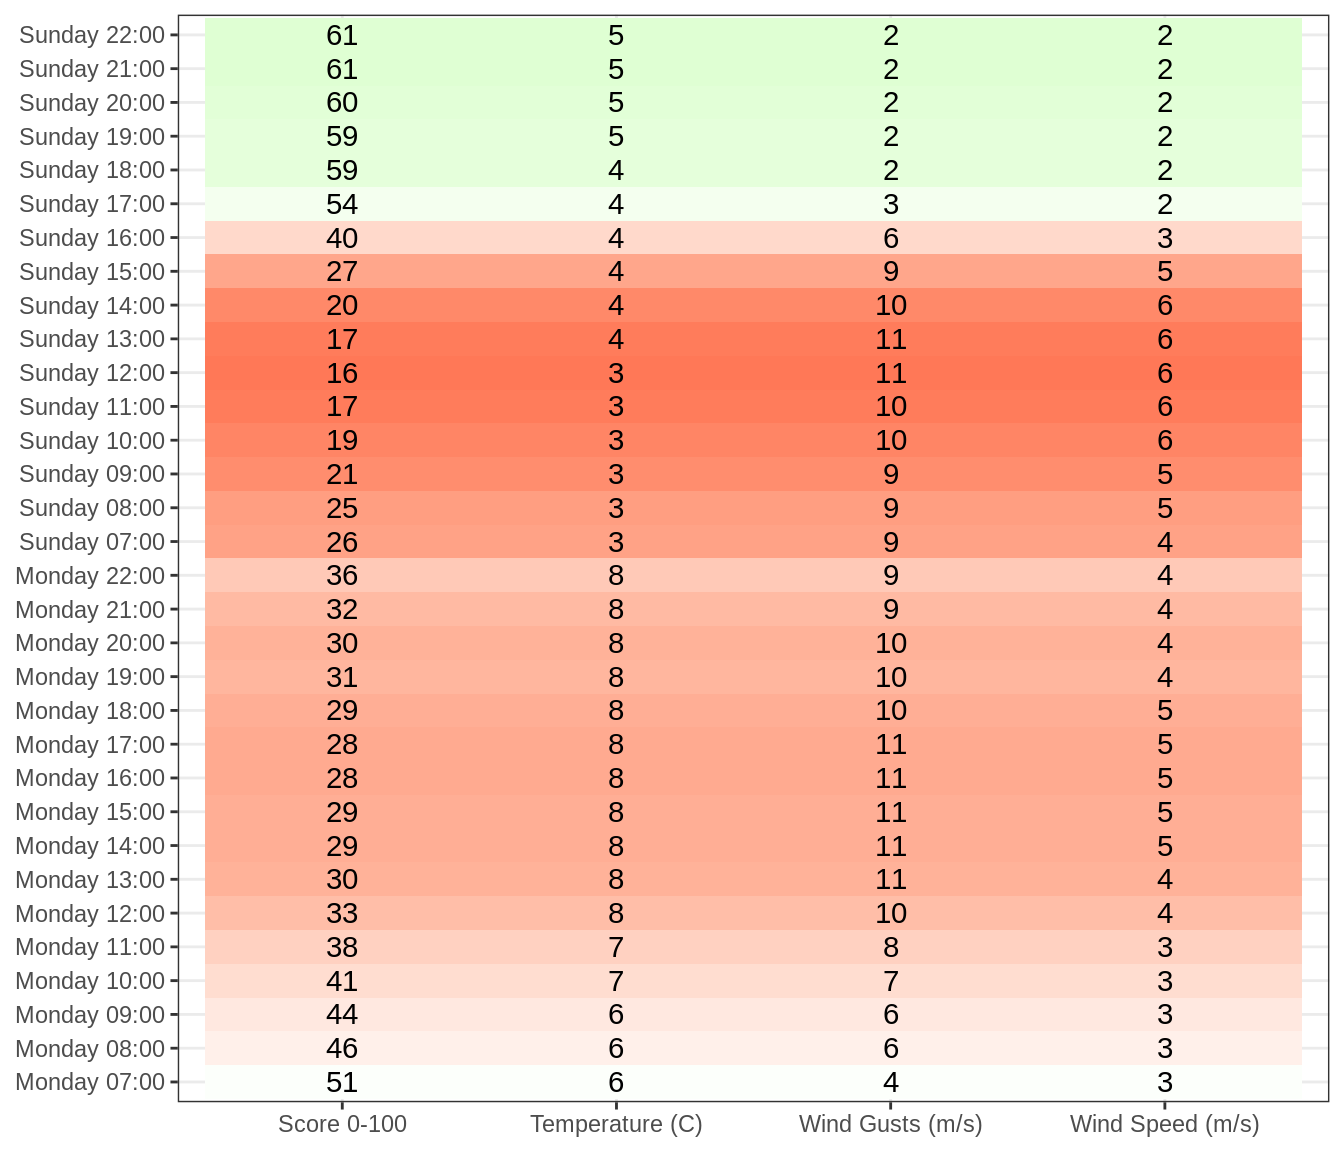 Sunday 22:00 61 5 2 2
Sunday 21:00 61 5 2 2
Sunday 20:00 60 5 2 2
Sunday 19:00 59 5 2 2
Sunday 18:00 59 4 2 2
Sunday 17:00 54 4 3 2
Sunday 16:00 40 4 6 3
Sunday 15:00 27 4 9 5
Sunday 14:00 20 4 10 6
Sunday 13:00 17 4 11 6
Sunday 12:00 16 3 11 6
Sunday 11:00 17 3 10 6
Sunday 10:00 19 3 10 6
Sunday 09:00 21 3 9 5
Sunday 08:00 25 3 9 5
Sunday 07:00 26 3 9 4
Monday 22:00 36 8 9 4
Monday 21:00 32 8 9 4
Monday 20:00 30 8 10 4
Monday 19:00 31 8 10 4
Monday 18:00 29 8 10 5
Monday 17:00 28 8 11 5
Monday 16:00 28 8 11 5
Monday 15:00 29 8 11 5
Monday 14:00 29 8 11 5
Monday 13:00 30 8 11 4
Monday 12:00 33 8 10 4
Monday 11:00 38 7 8 3
Monday 10:00 41 7 7 3
Monday 09:00 44 6 6 3
Monday 08:00 46 6 6 3
Monday 07:00 51 6 4 3
Score 0-100 Temperature (C) Wind Gusts (m/s) Wind Speed (m/s)